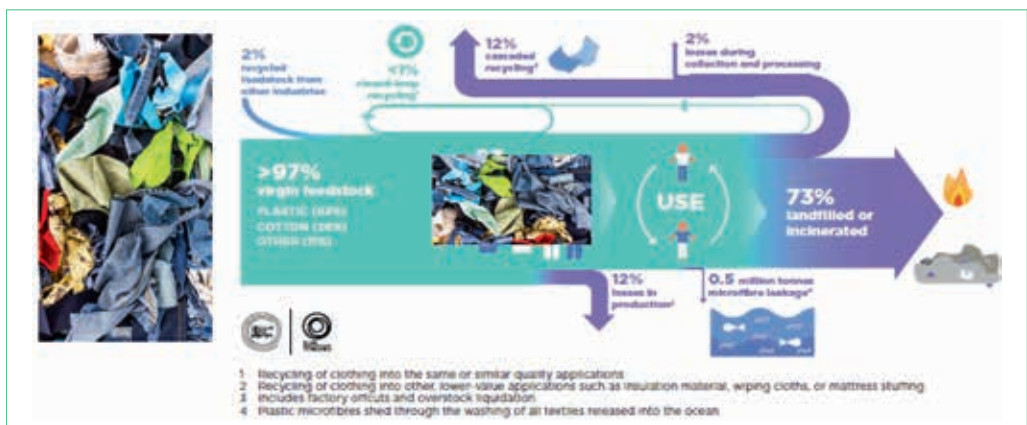 2%
recycled
feedstock from
other industries
<1%
closed-loop
recycling¹
12%
cascaded
recycling²
2%
losses during
collection and processing
>97%
virgin feedstock
PLASTIC (63%)
COTTON (26%)
OTHER (11%)
USE
73%
landfilled or
incinerated
12%
losses in
production³
0.5 million tonnes
microfibre leakage⁴
1 Recycling of clothing into the same or similar quality applications
2 Recycling of clothing into other, lower-value applications such as insulation material, wiping cloths, or mattress stuffing
3 Includes factory offcuts and overstock liquidation
4 Plastic microfibres shed through the washing of all textiles released into the ocean